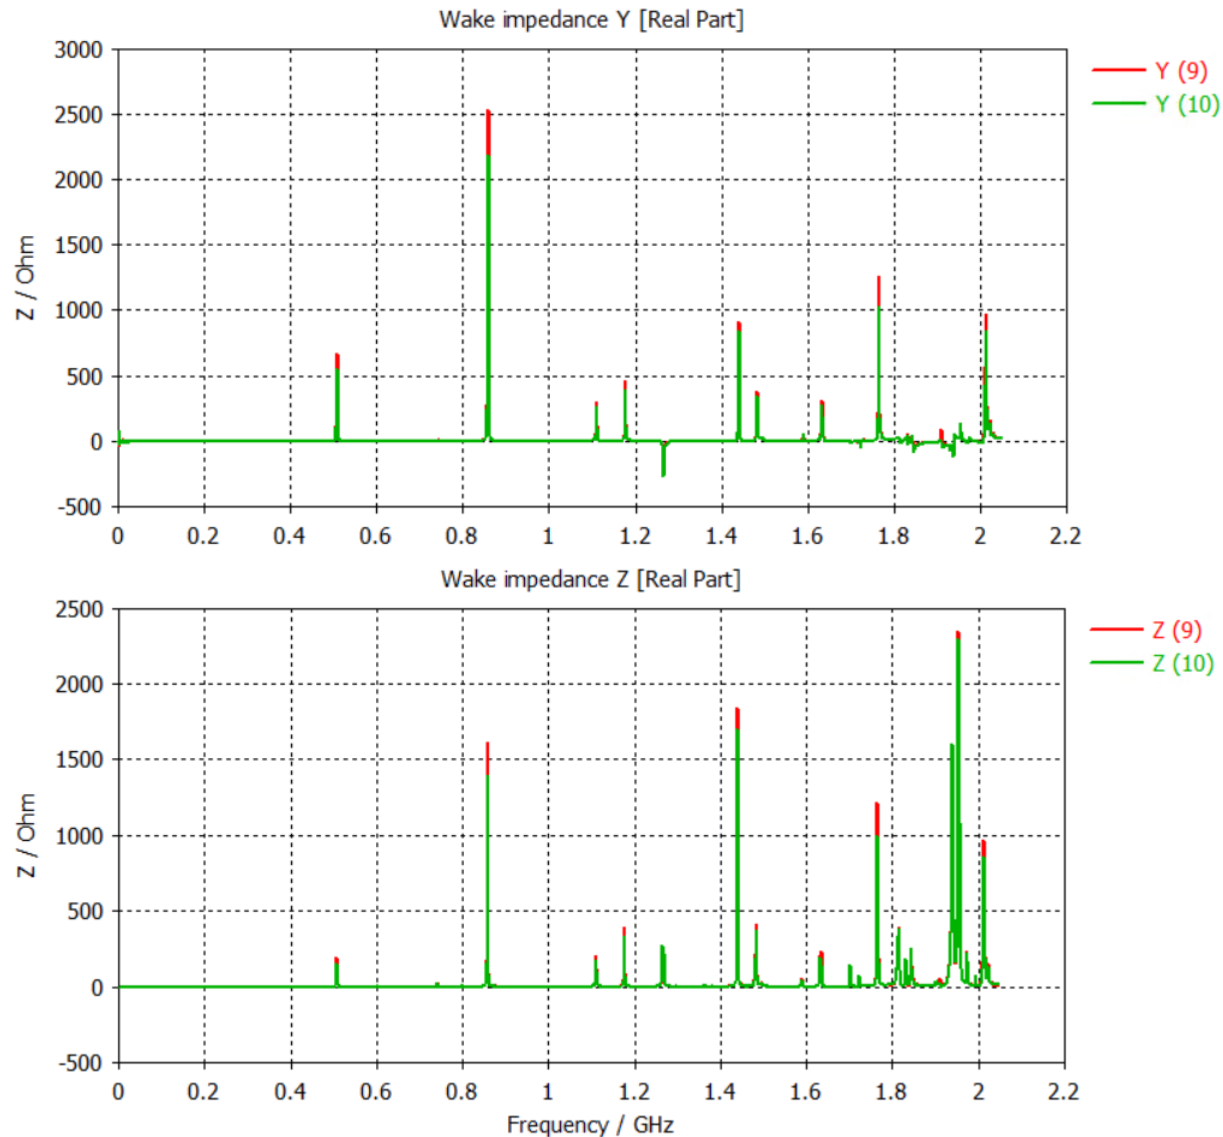 Wake impedance Y [Real Part]
3000
2500
2000
1500
1000
500
0
-500
Z / Ohm
0 0.2 0.4 0.6 0.8 1 1.2 1.4 1.6 1.8 2 2.2
Y (9)
Y (10)
Wake impedance Z [Real Part]
2500
2000
1500
1000
500
0
-500
Z / Ohm
0 0.2 0.4 0.6 0.8 1 1.2 1.4 1.6 1.8 2 2.2
Frequency / GHz
Z (9)
Z (10)